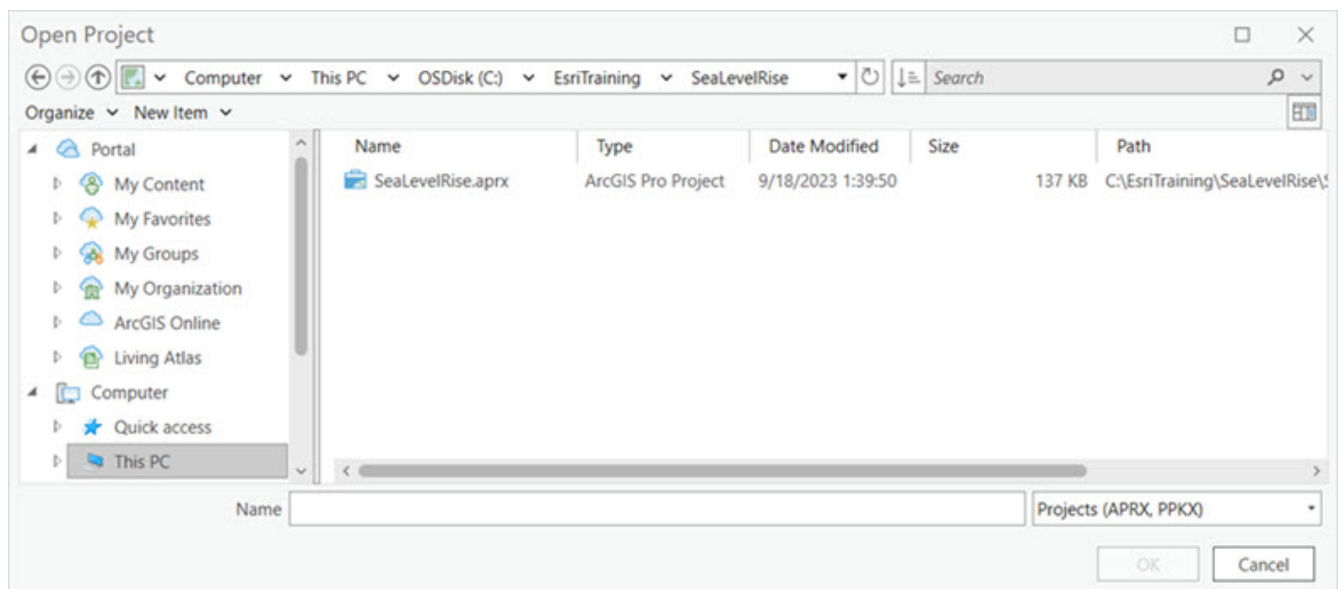 Open Project
Computer This PC OSDisk (C:) EsriTraining SeaLevelRise Search
Organize New Item
Name Type Date Modified Size Path
Portal
SeaLevelRise.aprx ArcGIS Pro Project 9/18/2023 1:39:50 137 KB C:\EsriTraining\SeaLevelRise\
My Content
My Favorites
My Groups
My Organization
ArcGIS Online
Living Atlas
Computer
Quick access
This PC
Name Projects (APRX, PPKX)
OK Cancel